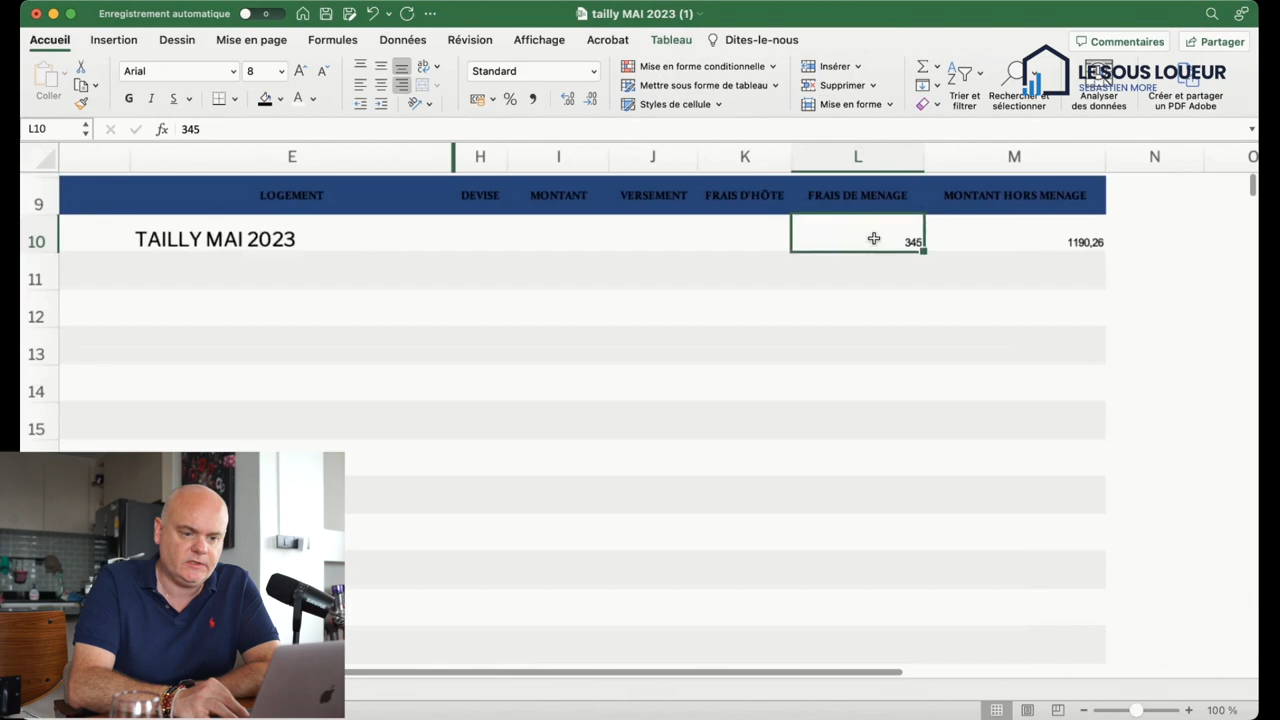 Enregistrement automatique
tailly MAI 2023 (1)
Accueil Insertion Dessin Mise en page Formules Données Révision Affichage Acrobat Tableau Dites-le-nous
Commentaires Partager
Coller
Arial 8
G I S A
Standard
Mise en forme conditionnelle
Mettre sous forme de tableau
Styles de cellule
Insérer
Supprimer
Mise en forme
Trier et filtrer
Rechercher et sélectionner
Analyser des données
Créer et partager un PDF Adobe
LE SOUS LOUEUR
SEBASTIEN MORE
L10 fx 345
E H I J K L M N O
9 LOGEMENT DEVISE MONTANT VERSEMENT FRAIS D'HÔTE FRAIS DE MENAGE MONTANT HORS MENAGE
10 TAILLY MAI 2023 345 1190,26
11
12
13
14
15
100 %